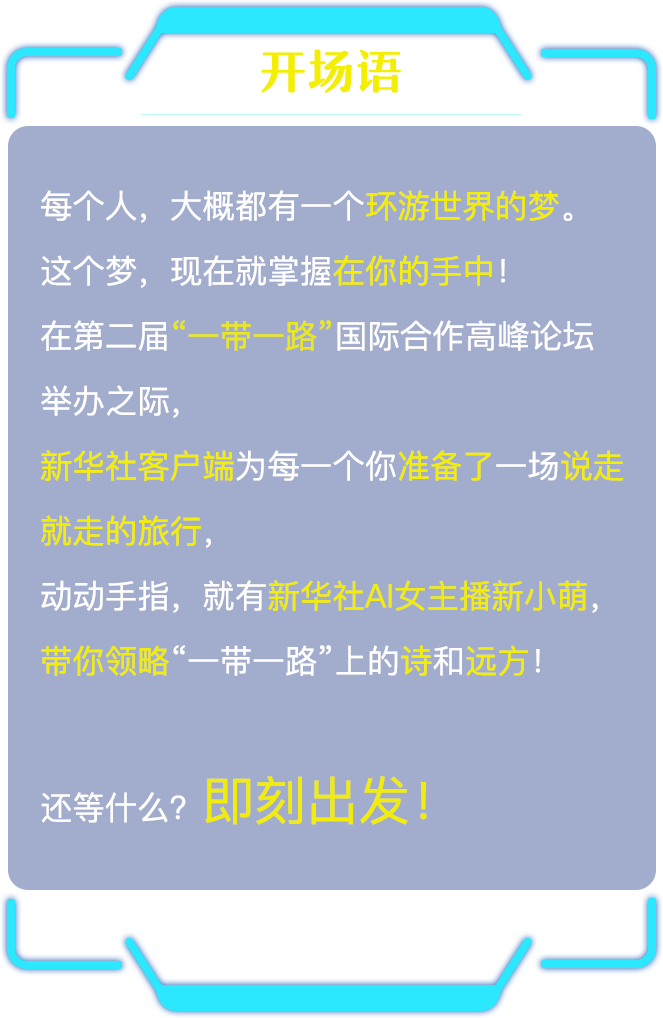 开场语
每个人，大概都有一个环游世界的梦。
这个梦，现在就掌握在你的手中！
在第二届“一带一路”国际合作高峰论坛
举办之际，
新华社客户端为每一个你准备了一场说走
就走的旅行，
动动手指，就有新华社AI女主播新小萌，
带你领略“一带一路”上的诗和远方！
还等什么？即刻出发！